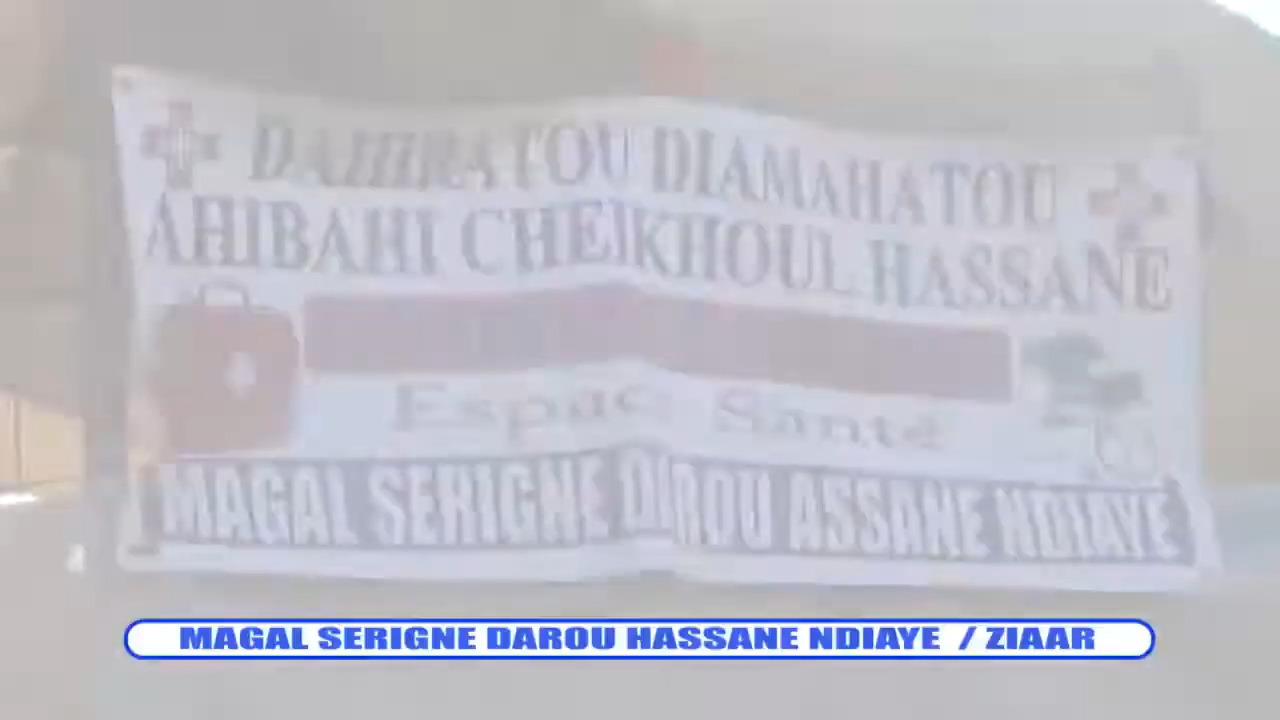 DAHIRATOU DIAMAHATOU
AHIBAHI CHEIKHOUL HASSANE
Espace Santé
MAGAL SERIGNE DAROU ASSANE NDIAYE
MAGAL SERIGNE DAROU HASSANE NDIAYE / ZIAAR